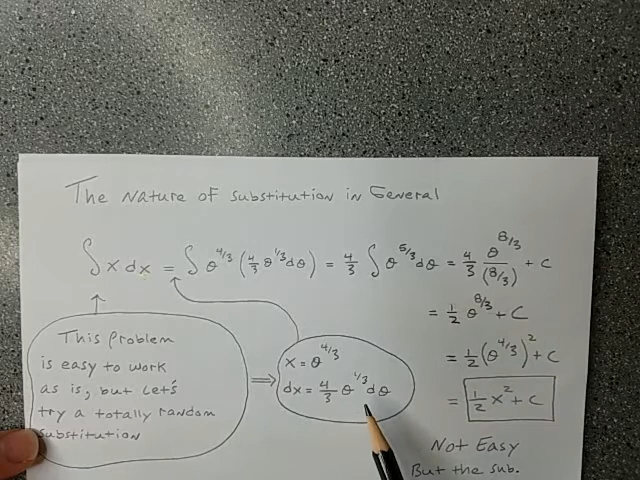 The Nature of Substitution in General
∫ x dx = ∫ θ^4/3 (4/3 θ^1/3 dθ) = 4/3 ∫ θ^5/3 dθ = 4/3 θ^8/3/(8/3) + C
= 1/2 θ^8/3 + C
= 1/2 (θ^4/3)^2 + C
= 1/2 x^2 + C
This Problem
is easy to work
as is, but Let's
try a totally random
substitution
⇒
x = θ^4/3
dx = 4/3 θ^1/3 dθ
Not Easy
But the sub.